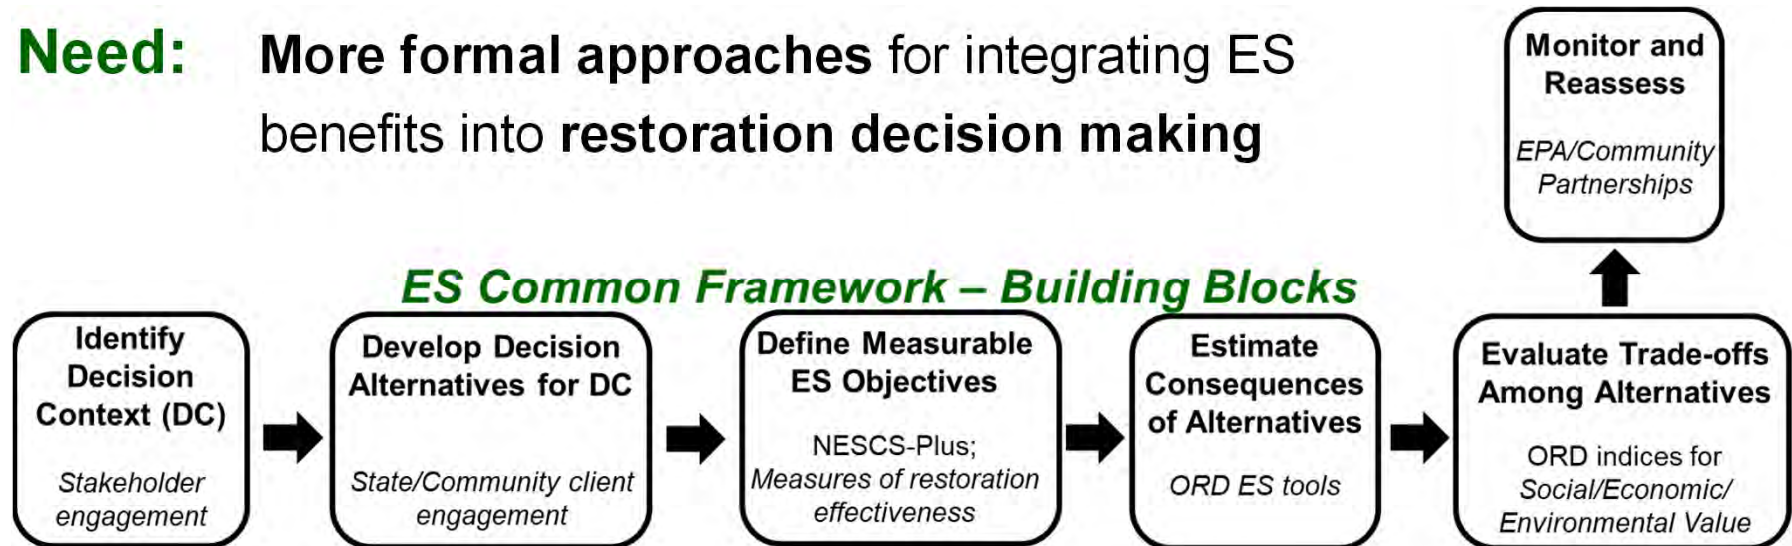 Need: More formal approaches for integrating ES
benefits into restoration decision making
ES Common Framework – Building Blocks
Identify
Decision
Context (DC)
Stakeholder
engagement
Develop Decision
Alternatives for DC
State/Community client
engagement
Define Measurable
ES Objectives
NESCS-Plus;
Measures of restoration
effectiveness
Estimate
Consequences
of Alternatives
ORD ES tools
Evaluate Trade-offs
Among Alternatives
ORD indices for
Social/Economic/
Environmental Value
Monitor and
Reassess
EPA/Community
Partnerships